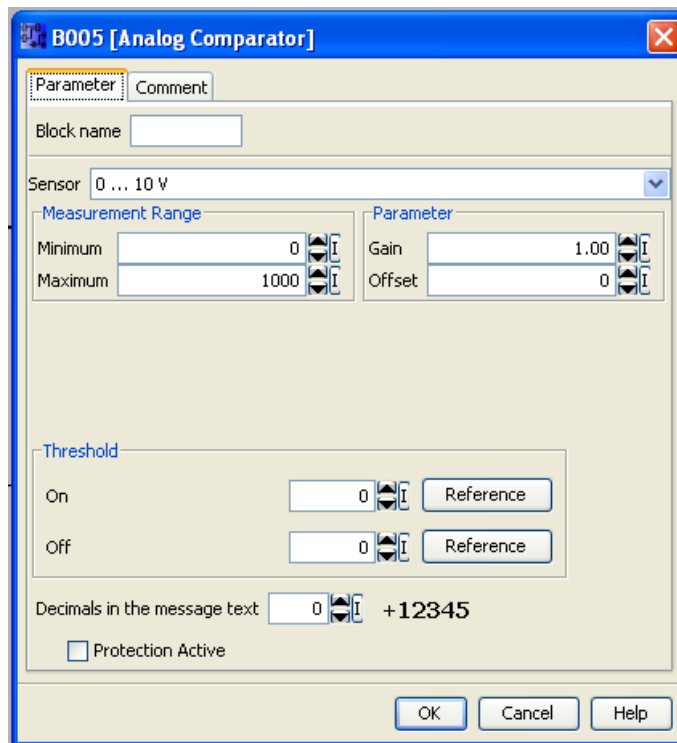 B005 [Analog Comparator]
Parameter Comment
Block name
Sensor 0 ... 10 V
Measurement Range Parameter
Minimum 0 Gain 1.00
Maximum 1000 Offset 0
Threshold
On 0 Reference
Off 0 Reference
Decimals in the message text 0 +12345
Protection Active
OK Cancel Help